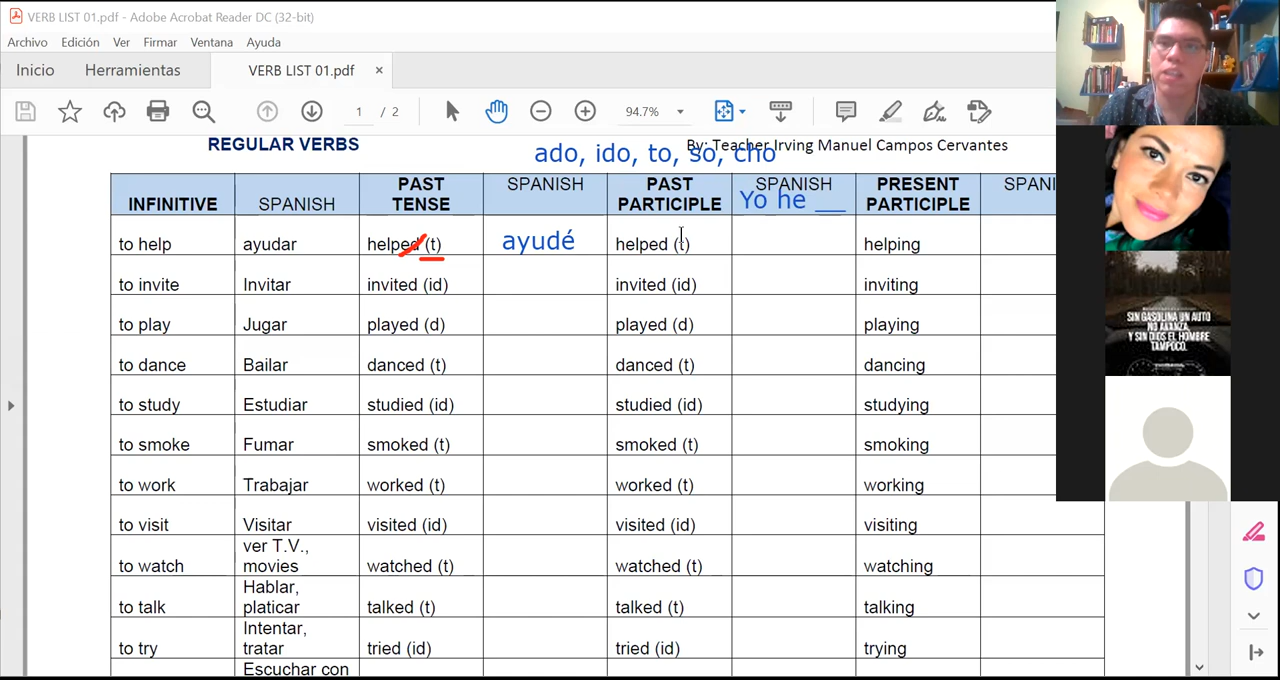 VERB LIST 01.pdf - Adobe Acrobat Reader DC (32-bit)
Archivo Edición Ver Firmar Ventana Ayuda
Inicio Herramientas VERB LIST 01.pdf ×
1 / 2 94.7%
REGULAR VERBS By: Teacher Irving Manuel Campos Cervantes
ado, ido, to, so, cho
INFINITIVE SPANISH PAST TENSE SPANISH PAST PARTICIPLE SPANISH PRESENT PARTICIPLE SPANI
Yo he __
to help ayudar helped (t) ayudé helped (t) helping
to invite Invitar invited (id) invited (id) inviting
to play Jugar played (d) played (d) playing
to dance Bailar danced (t) danced (t) dancing
to study Estudiar studied (id) studied (id) studying
to smoke Fumar smoked (t) smoked (t) smoking
to work Trabajar worked (t) worked (t) working
to visit Visitar visited (id) visited (id) visiting
to watch ver T.V., movies watched (t) watched (t) watching
to talk Hablar, platicar talked (t) talked (t) talking
to try Intentar, tratar tried (id) tried (id) trying
Escuchar con
SIN GASOLINA UN AUTO
NO AVANZA,
Y SIN DIOS EL HOMBRE
TAMPOCO.